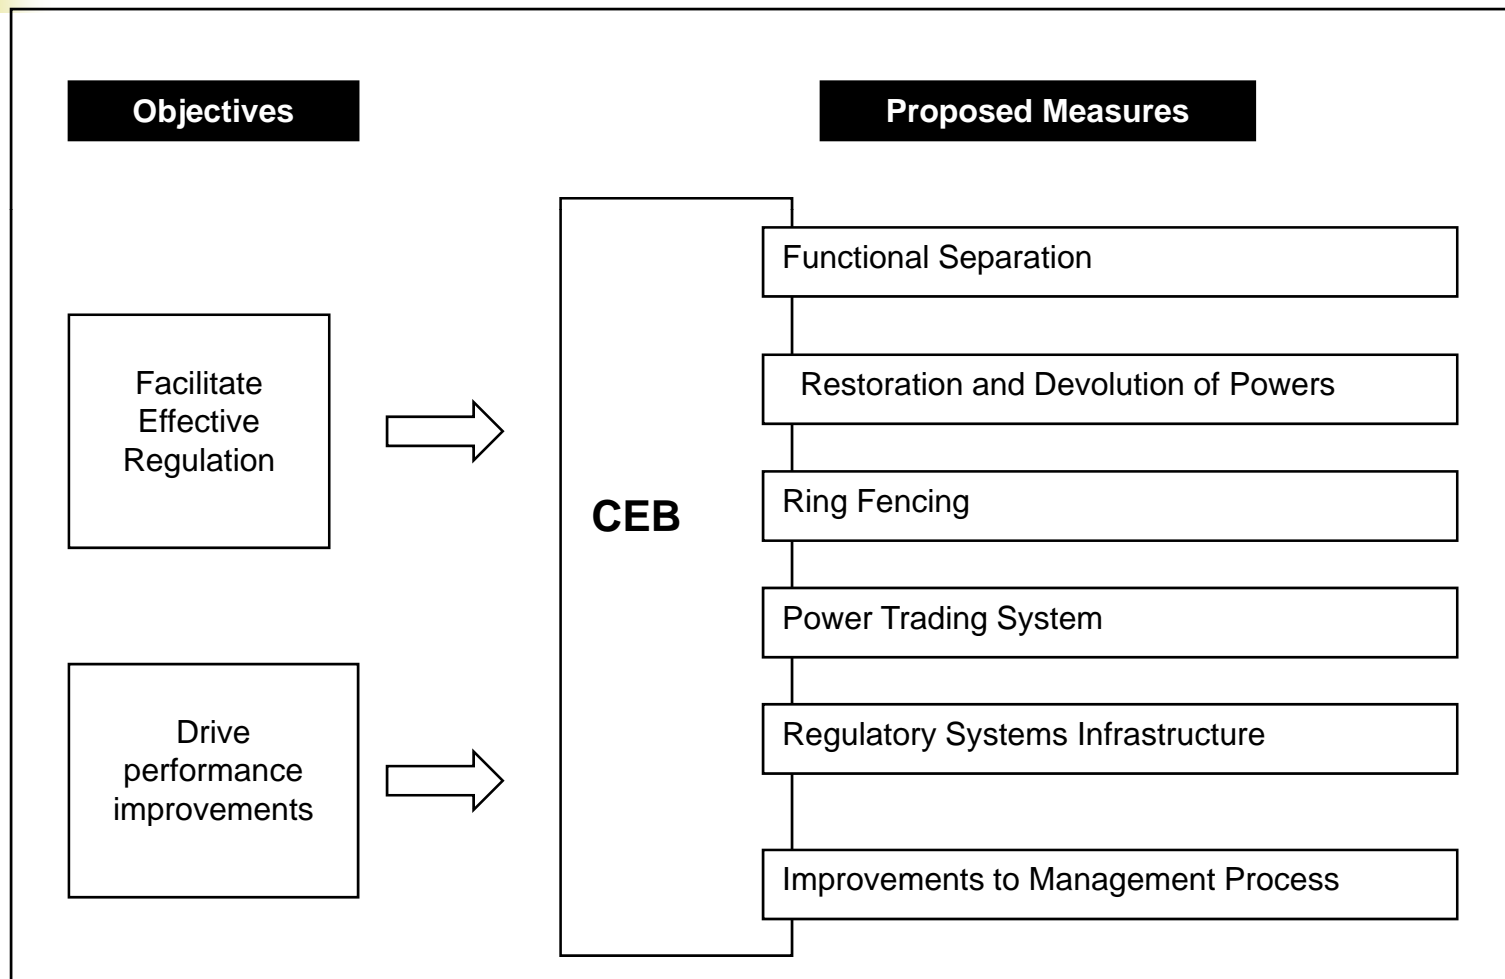 Objectives
Proposed Measures
Functional Separation
Facilitate
Effective
Regulation
Restoration and Devolution of Powers
Ring Fencing
CEB
Power Trading System
Drive
performance
improvements
Regulatory Systems Infrastructure
Improvements to Management Process